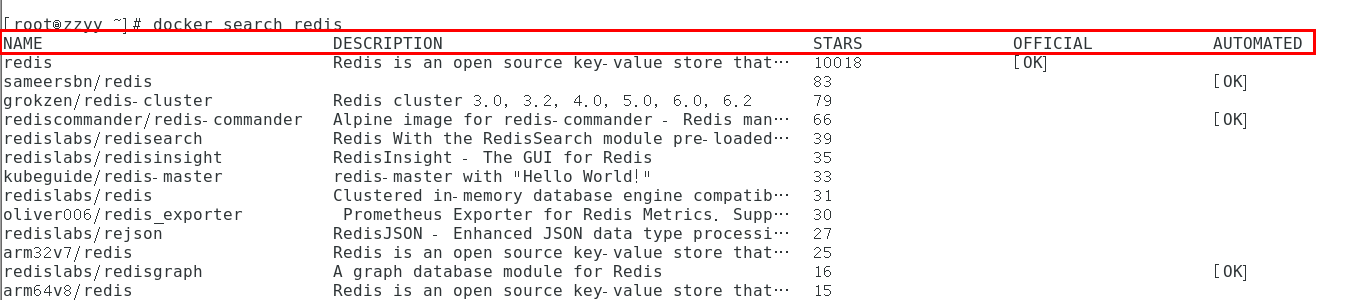 [root@zzyy ~]# docker search redis
NAME DESCRIPTION STARS OFFICIAL AUTOMATED
redis Redis is an open source key-value store that… 10018 [OK]
sameersbn/redis 83 [OK]
grokzen/redis-cluster Redis cluster 3.0, 3.2, 4.0, 5.0, 6.0, 6.2 79
rediscommander/redis-commander Alpine image for redis-commander - Redis man… 66 [OK]
redislabs/redisearch Redis With the RedisSearch module pre-loaded… 39
redislabs/redisinsight RedisInsight - The GUI for Redis 35
kubeguide/redis-master redis-master with "Hello World!" 33
redislabs/redis Clustered in-memory database engine compatib… 31
oliver006/redis_exporter Prometheus Exporter for Redis Metrics. Supp… 30
redislabs/rejson RedisJSON - Enhanced JSON data type processi… 27
arm32v7/redis Redis is an open source key-value store that… 25
redislabs/redisgraph A graph database module for Redis 16 [OK]
arm64v8/redis Redis is an open source key-value store that… 15